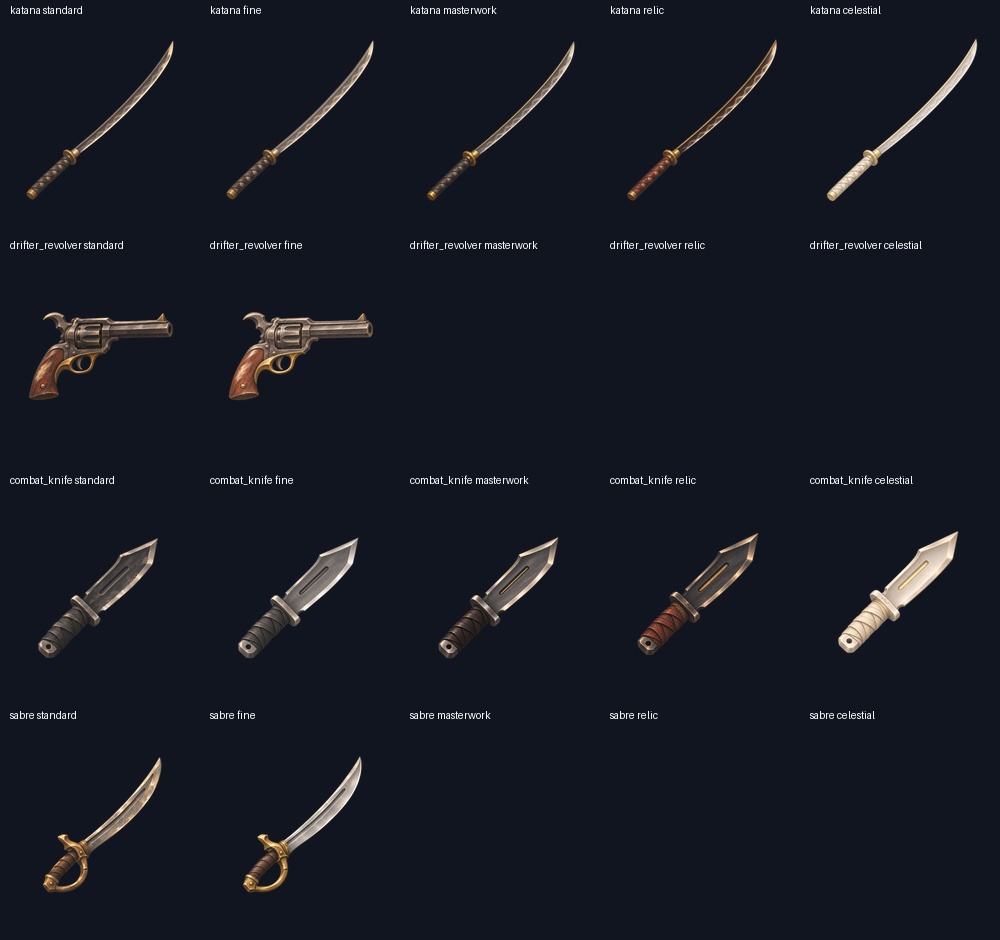 katana standard
katana fine
katana masterwork
katana relic
katana celestial
drifter_revolver standard
drifter_revolver fine
drifter_revolver masterwork
drifter_revolver relic
drifter_revolver celestial
combat_knife standard
combat_knife fine
combat_knife masterwork
combat_knife relic
combat_knife celestial
sabre standard
sabre fine
sabre masterwork
sabre relic
sabre celestial